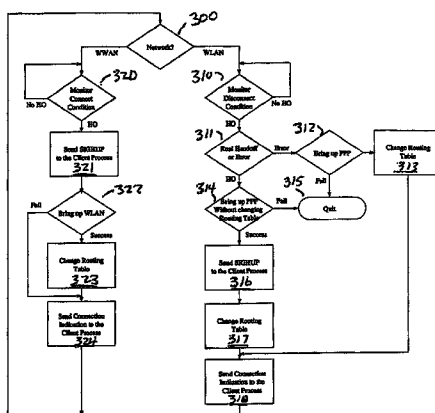 300
Network?
WWAN
WLAN
320
Monitor
Connect
Condition
No HO
HO
310
Monitor
Disconnect
Condition
No HO
HO
Send SIGHUP
to the Client Process
321
322
Bring up WLAN
Fail
Success
Change Routing
Table
323
Send Connection
Indication to the
Client Process
324
311
Real Handoff
or Error
Error
HO
312
Bring up PPP
Fail
Change Routing
Table
313
314
Bring up PPP
Without changing
Routing Table
Fail
Success
315
Quit
Send SIGHUP
to the Client Process
316
Change Routing
Table
317
Send Connection
Indication to the
Client Process
318